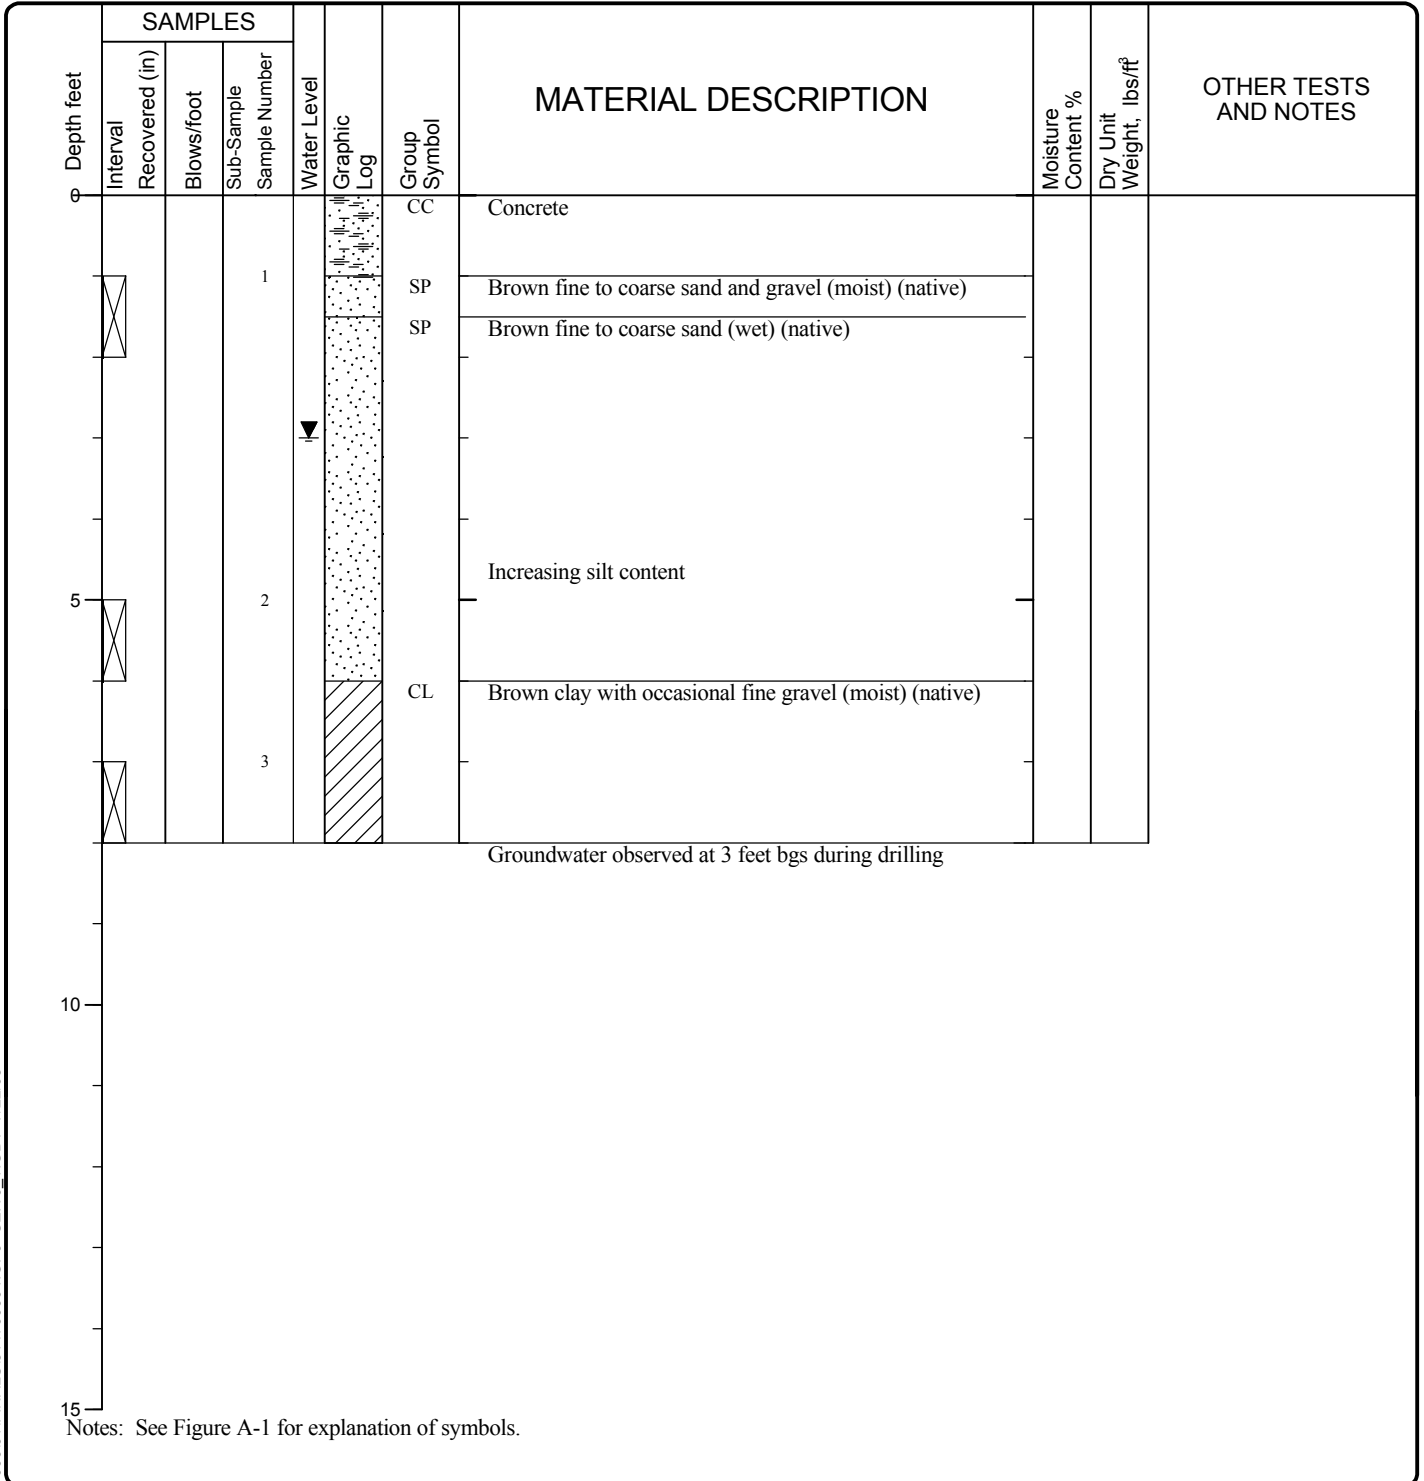 SAMPLES
Depth feet
Interval
Recovered (in)
Blows/foot
Sub-Sample
Sample Number
Water Level
Graphic
Log
Group
Symbol
MATERIAL DESCRIPTION
Moisture
Content %
Dry Unit
Weight, lbs/ft³
OTHER TESTS
AND NOTES
0
CC Concrete
1
SP Brown fine to coarse sand and gravel (moist) (native)
SP Brown fine to coarse sand (wet) (native)
Increasing silt content
5 2
CL Brown clay with occasional fine gravel (moist) (native)
3
Groundwater observed at 3 feet bgs during drilling
10
15
Notes: See Figure A-1 for explanation of symbols.